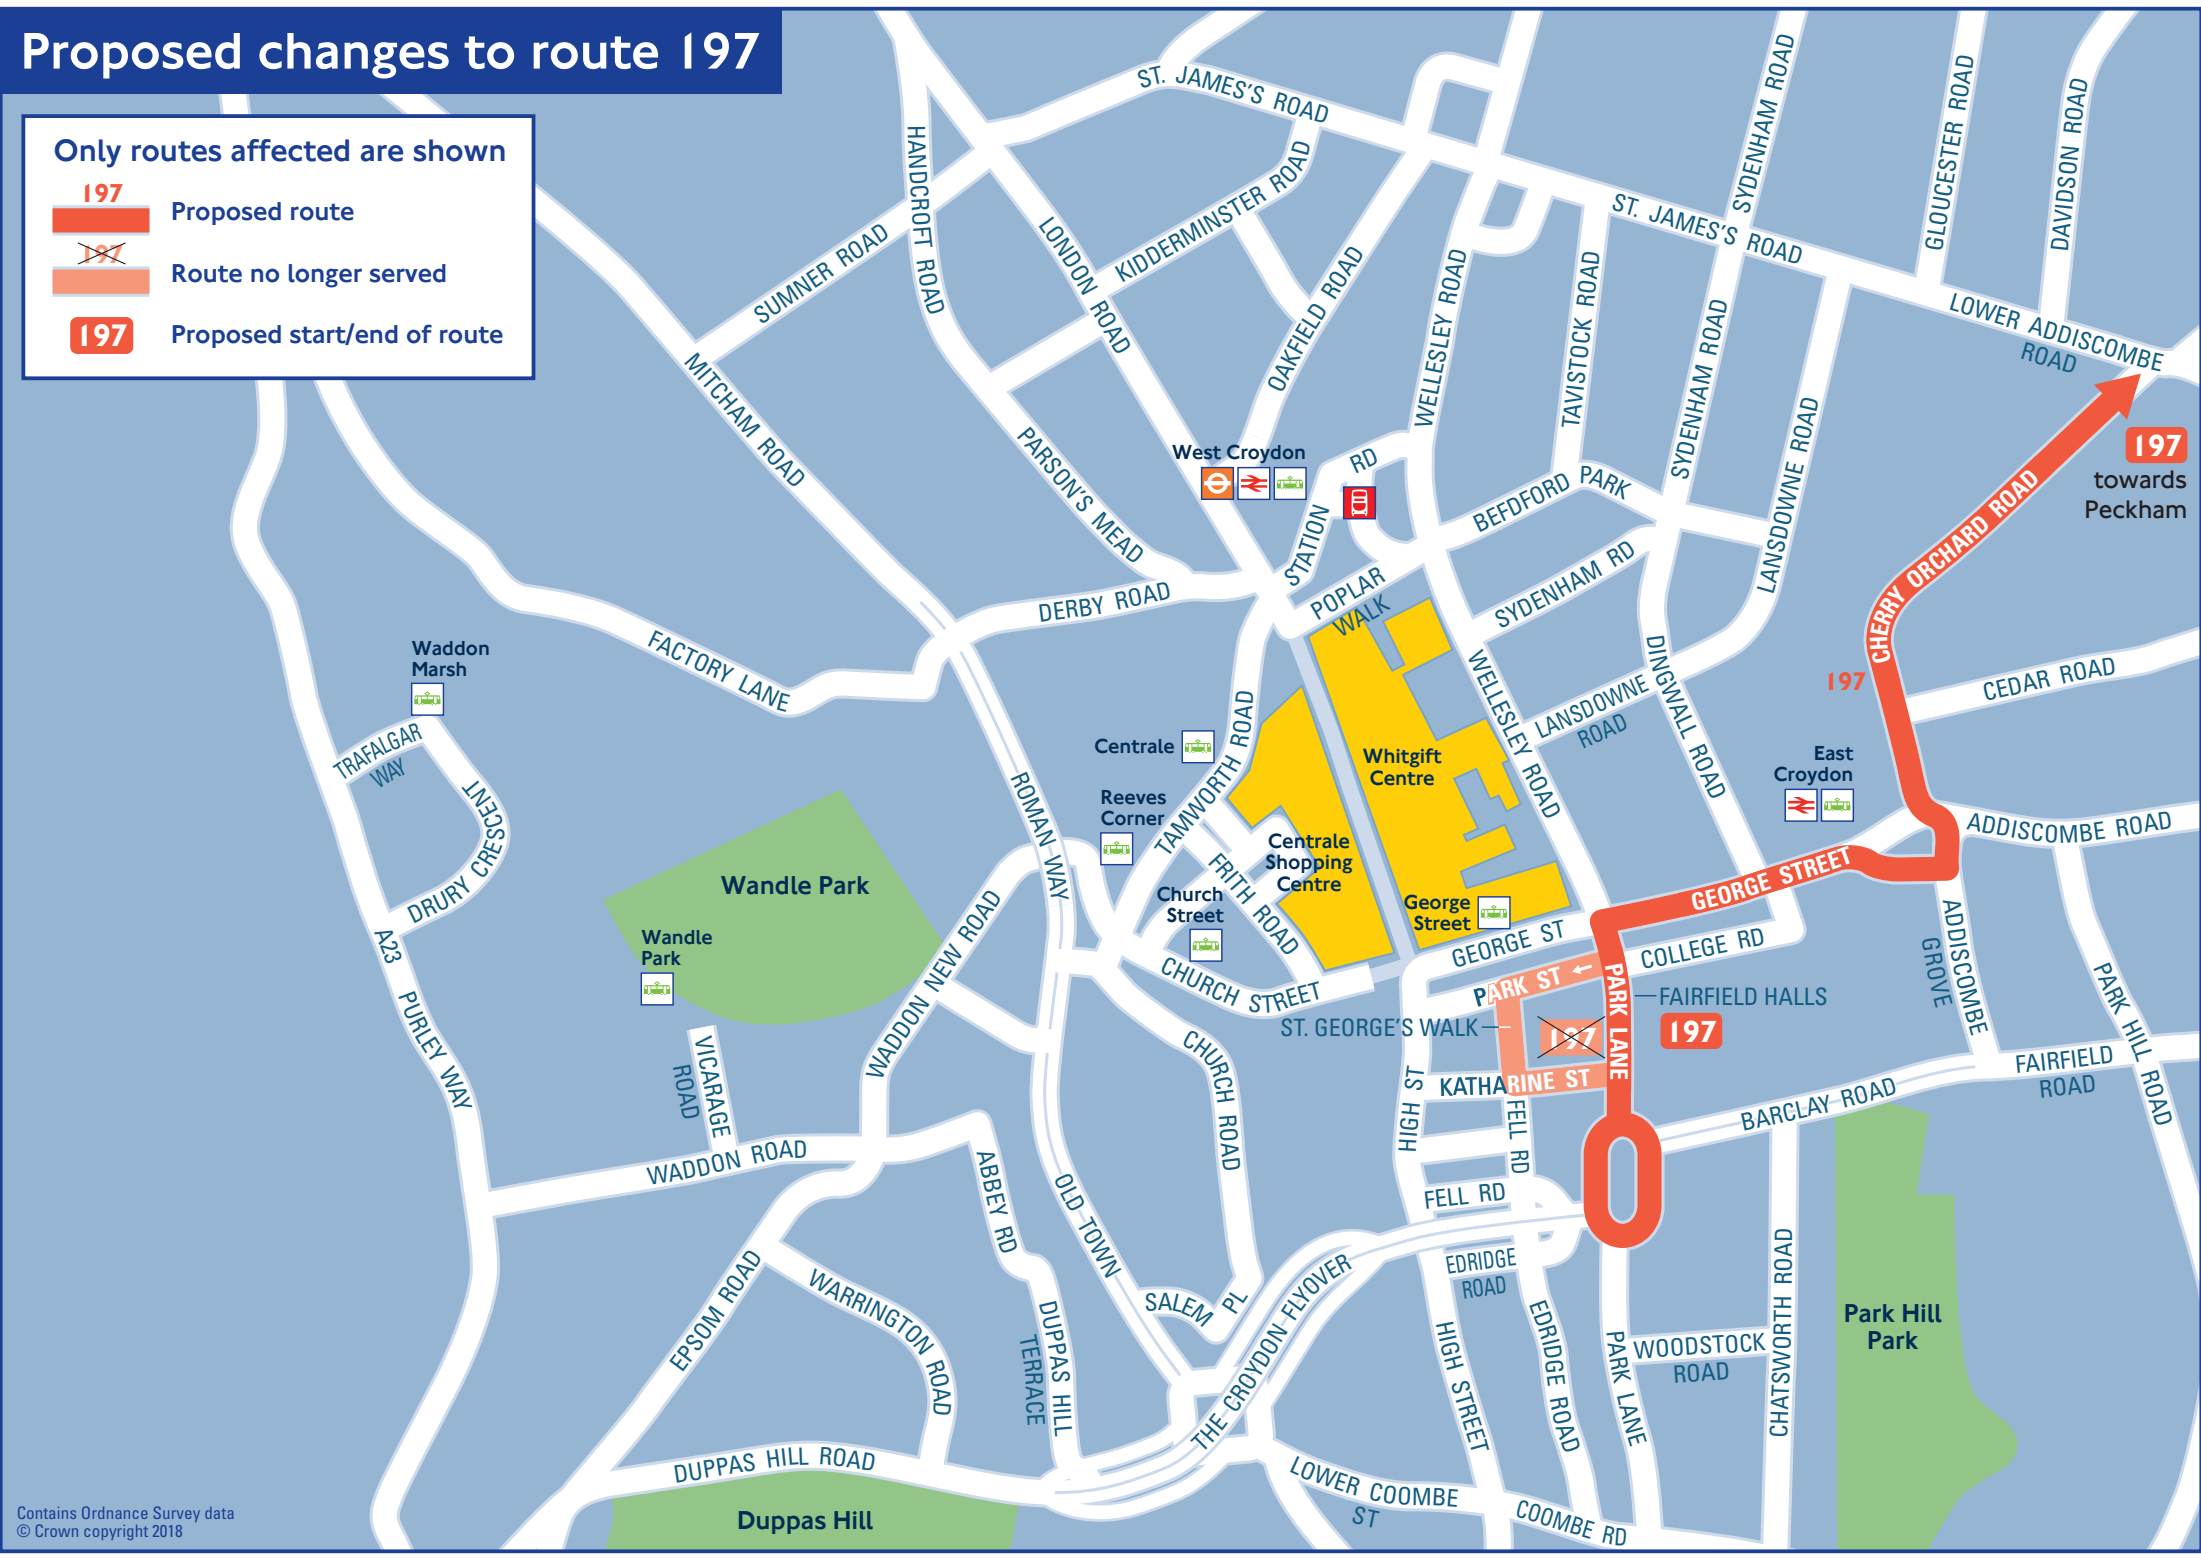 Proposed changes to route 197
Only routes affected are shown
197
Proposed route
197
Route no longer served
197
Proposed start/end of route
ST. JAMES'S ROAD
HANDCROFT ROAD
SUMNER ROAD
LONDON ROAD
KIDDERMINSTER ROAD
OAKFIELD ROAD
WELLESLEY ROAD
TAVISTOCK ROAD
SYDENHAM ROAD
ST. JAMES'S ROAD
SYDENHAM ROAD
GLOUCESTER ROAD
DAVIDSON ROAD
LOWER ADDISCOMBE
ROAD
MITCHAM ROAD
PARSON'S MEAD
West Croydon
STATION RD
BEDFORD PARK
LANSDOWNE ROAD
197
towards
Peckham
CHERRY ORCHARD ROAD
197
DERBY ROAD
POPLAR
WALK
SYDENHAM RD
FACTORY LANE
Waddon
Marsh
TRAFALGAR
WAY
DRURY CRESCENT
CEDAR ROAD
DINGWALL ROAD
LANSDOWNE
ROAD
WELLESLEY ROAD
Centrale
TAMWORTH ROAD
Whitgift
Centre
East
Croydon
Reeves
Corner
ROMAN WAY
Centrale
Shopping
Centre
FRITH ROAD
Church
Street
ADDISCOMBE ROAD
GEORGE STREET
Wandle Park
Wandle
Park
George
Street
GEORGE ST
COLLEGE RD
ADDISCOMBE
GROVE
A23
PURLEY WAY
WADDON NEW ROAD
CHURCH STREET
PARK ST
PARK LANE
FAIRFIELD HALLS
197
ST. GEORGE'S WALK
197
PARK HILL ROAD
VICARAGE
ROAD
CHURCH ROAD
HIGH ST
KATHARINE ST
FELL RD
BARCLAY ROAD
FAIRFIELD
ROAD
WADDON ROAD
ABBEY RD
OLD TOWN
FELL RD
EDRIDGE
ROAD
EPSOM ROAD
WARRINGTON ROAD
DUPPAS HILL
TERRACE
SALEM PL
THE CROYDON FLYOVER
HIGH STREET
EDRIDGE ROAD
PARK LANE
WOODSTOCK
ROAD
CHATSWORTH ROAD
Park Hill
Park
DUPPAS HILL ROAD
Duppas Hill
LOWER COOMBE
ST
COOMBE RD
Contains Ordnance Survey data
© Crown copyright 2018